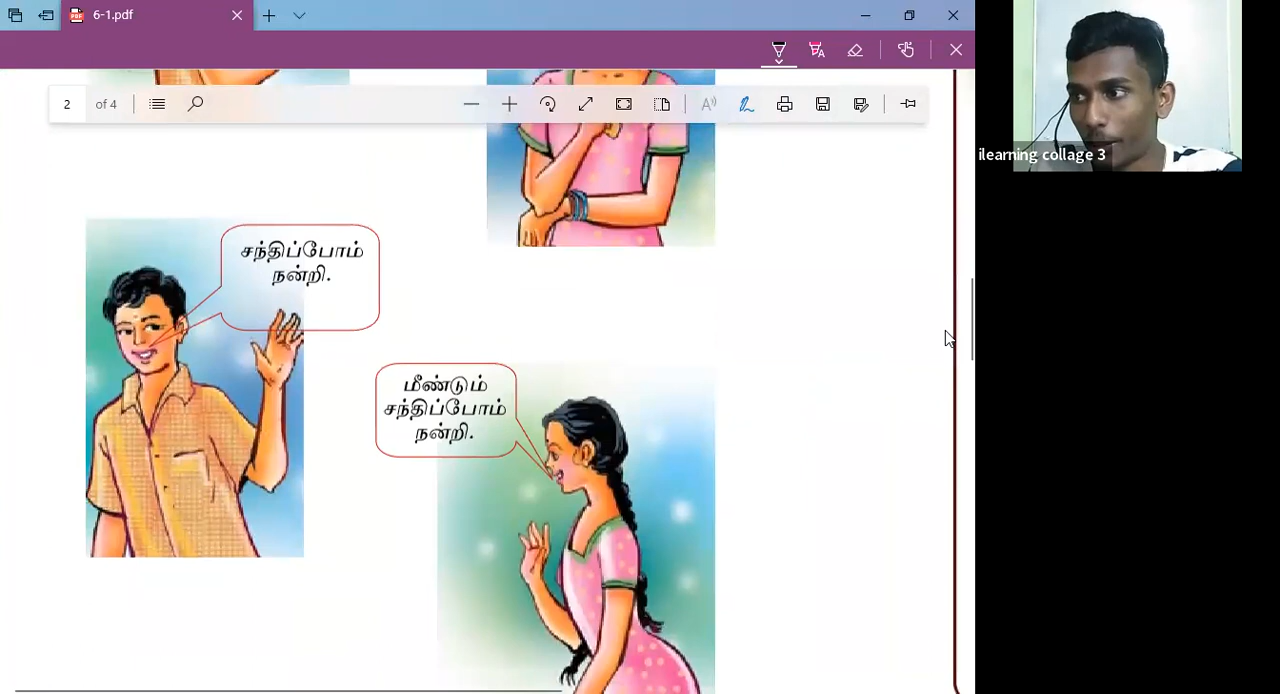 6-1.pdf
2 of 4
ilearning collage 3
சந்திப்போம்
நன்றி.
மீண்டும்
சந்திப்போம்
நன்றி.